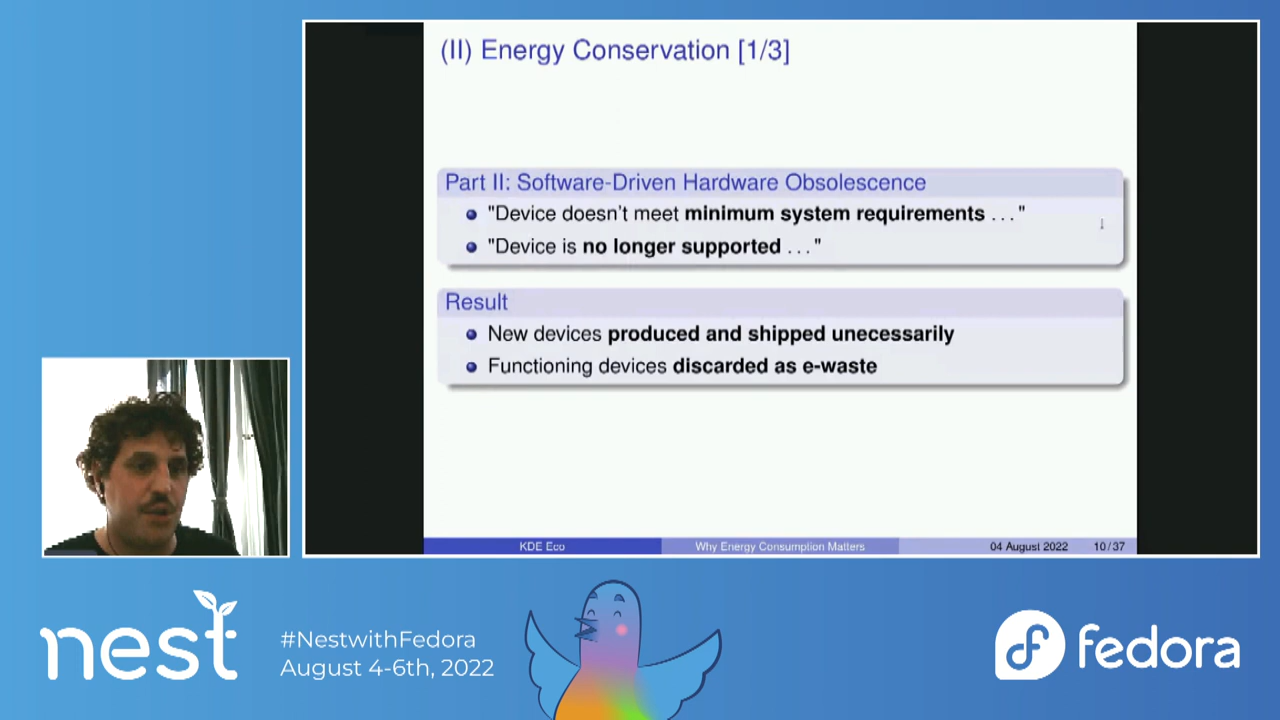 (II) Energy Conservation [1/3]
Part II: Software-Driven Hardware Obsolescence
"Device doesn't meet minimum system requirements . . . "
"Device is no longer supported . . . "
Result
New devices produced and shipped unecessarily
Functioning devices discarded as e-waste
KDE Eco
Why Energy Consumption Matters
04 August 2022
10/37
nest
#NestwithFedora
August 4-6th, 2022
fedora